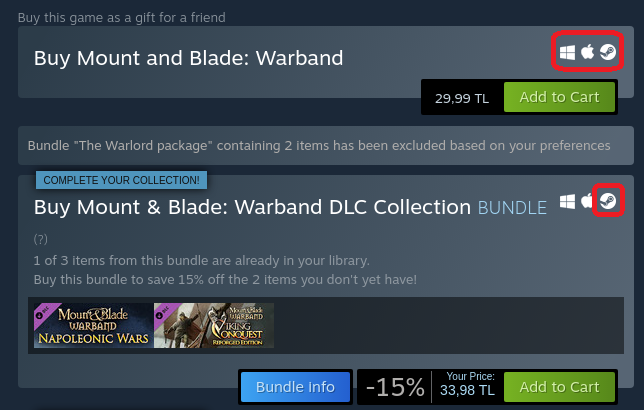 Buy this game as a gift for a friend
Buy Mount and Blade: Warband
29,99 TL
Add to Cart
Bundle "The Warlord package" containing 2 items has been excluded based on your preferences
COMPLETE YOUR COLLECTION!
Buy Mount & Blade: Warband DLC Collection BUNDLE
(?)
1 of 3 items from this bundle are already in your library.
Buy this bundle to save 15% off the 2 items you don't yet have!
DLC
MOUNT&BLADE
WARBAND
NAPOLEONIC WARS
DLC
MOUNT&BLADE
WARBAND
VIKING
CONQUEST
REFORGED EDITION
Bundle info
-15%
Your Price:
33,98 TL
Add to Cart